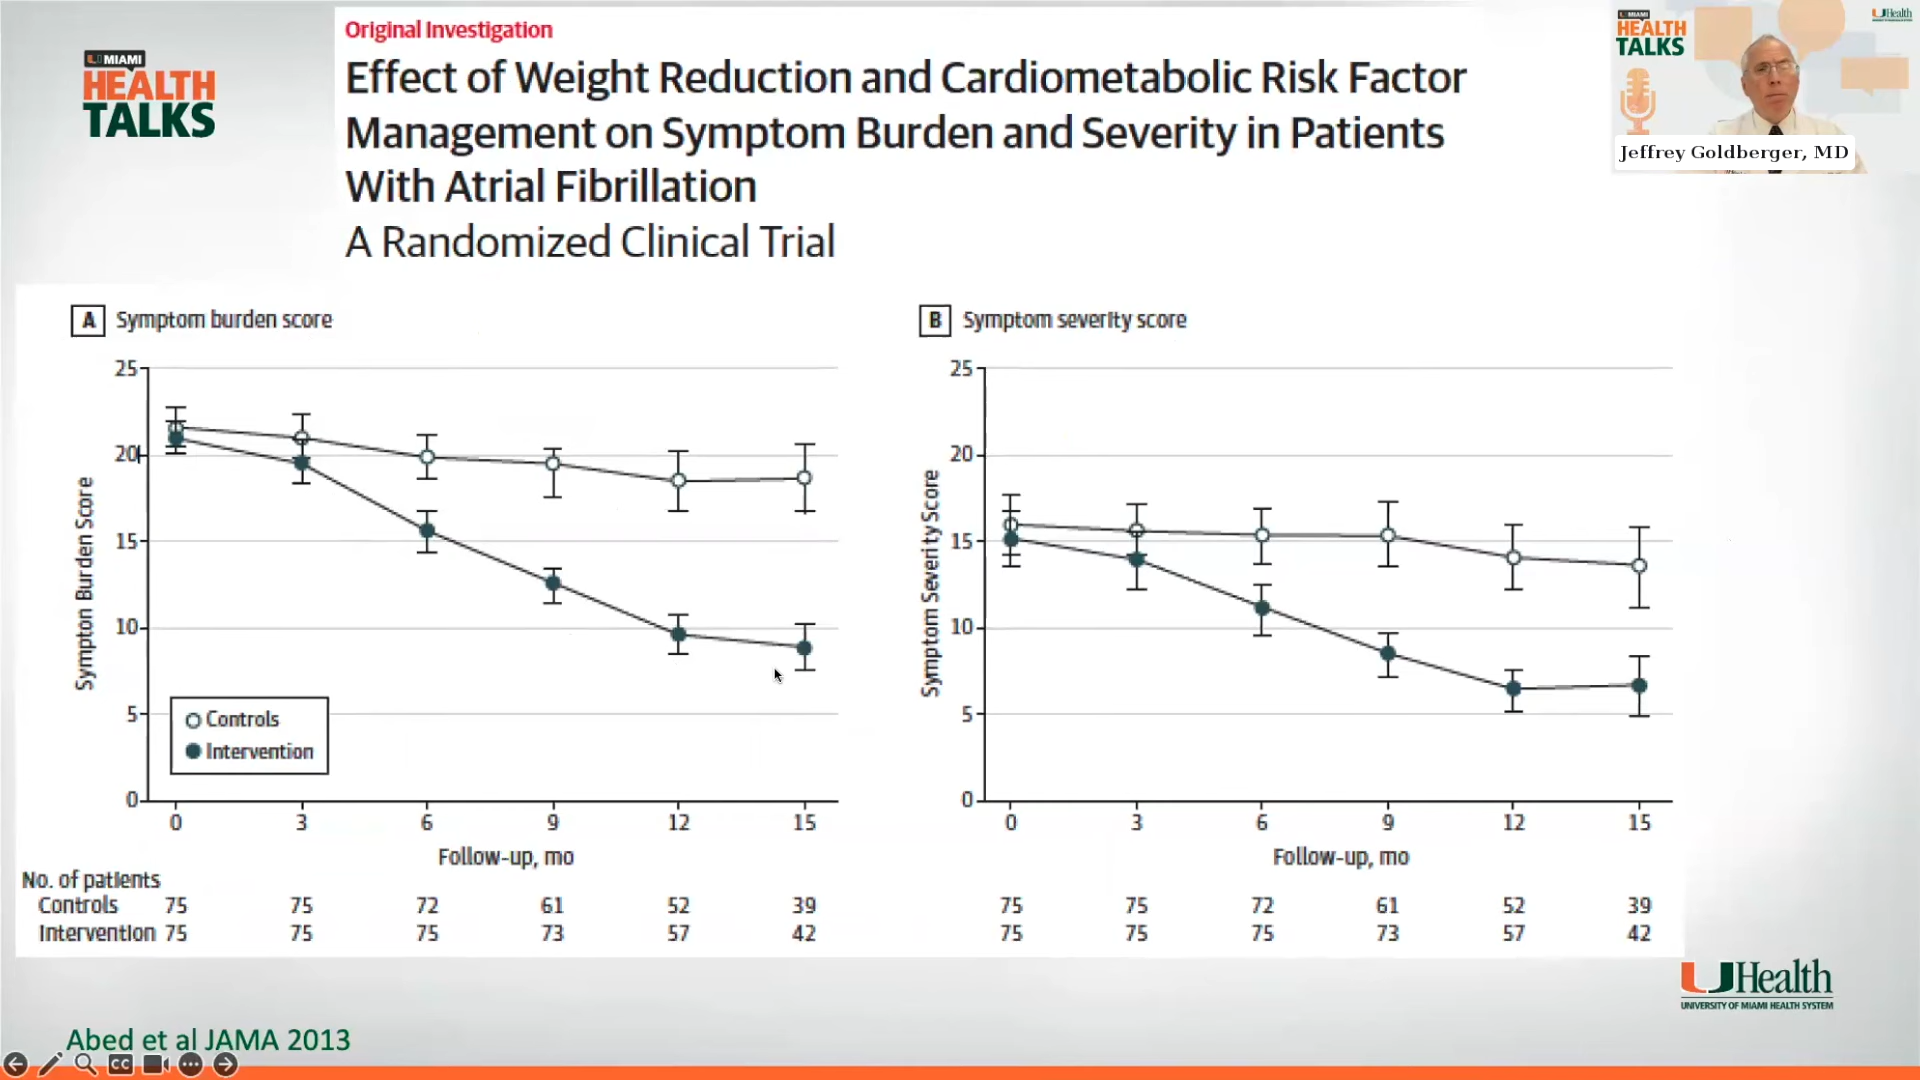 Original Investigation
Effect of Weight Reduction and Cardiometabolic Risk Factor
Management on Symptom Burden and Severity in Patients
With Atrial Fibrillation
A Randomized Clinical Trial
U MIAMI
HEALTH
TALKS
U MIAMI
HEALTH
TALKS
UHealth
Jeffrey Goldberger, MD
A Symptom burden score
25
20
15
10
5
0
Sympton Burden Score
Controls
Intervention
0 3 6 9 12 15
Follow-up, mo
No. of patients
Controls 75 75 72 61 52 39
Intervention 75 75 75 73 57 42
B Symptom severity score
25
20
15
10
5
0
Symptom Severity Score
0 3 6 9 12 15
Follow-up, mo
75 75 72 61 52 39
75 75 75 73 57 42
UHealth
UNIVERSITY OF MIAMI HEALTH SYSTEM
Abed et al JAMA 2013
CC